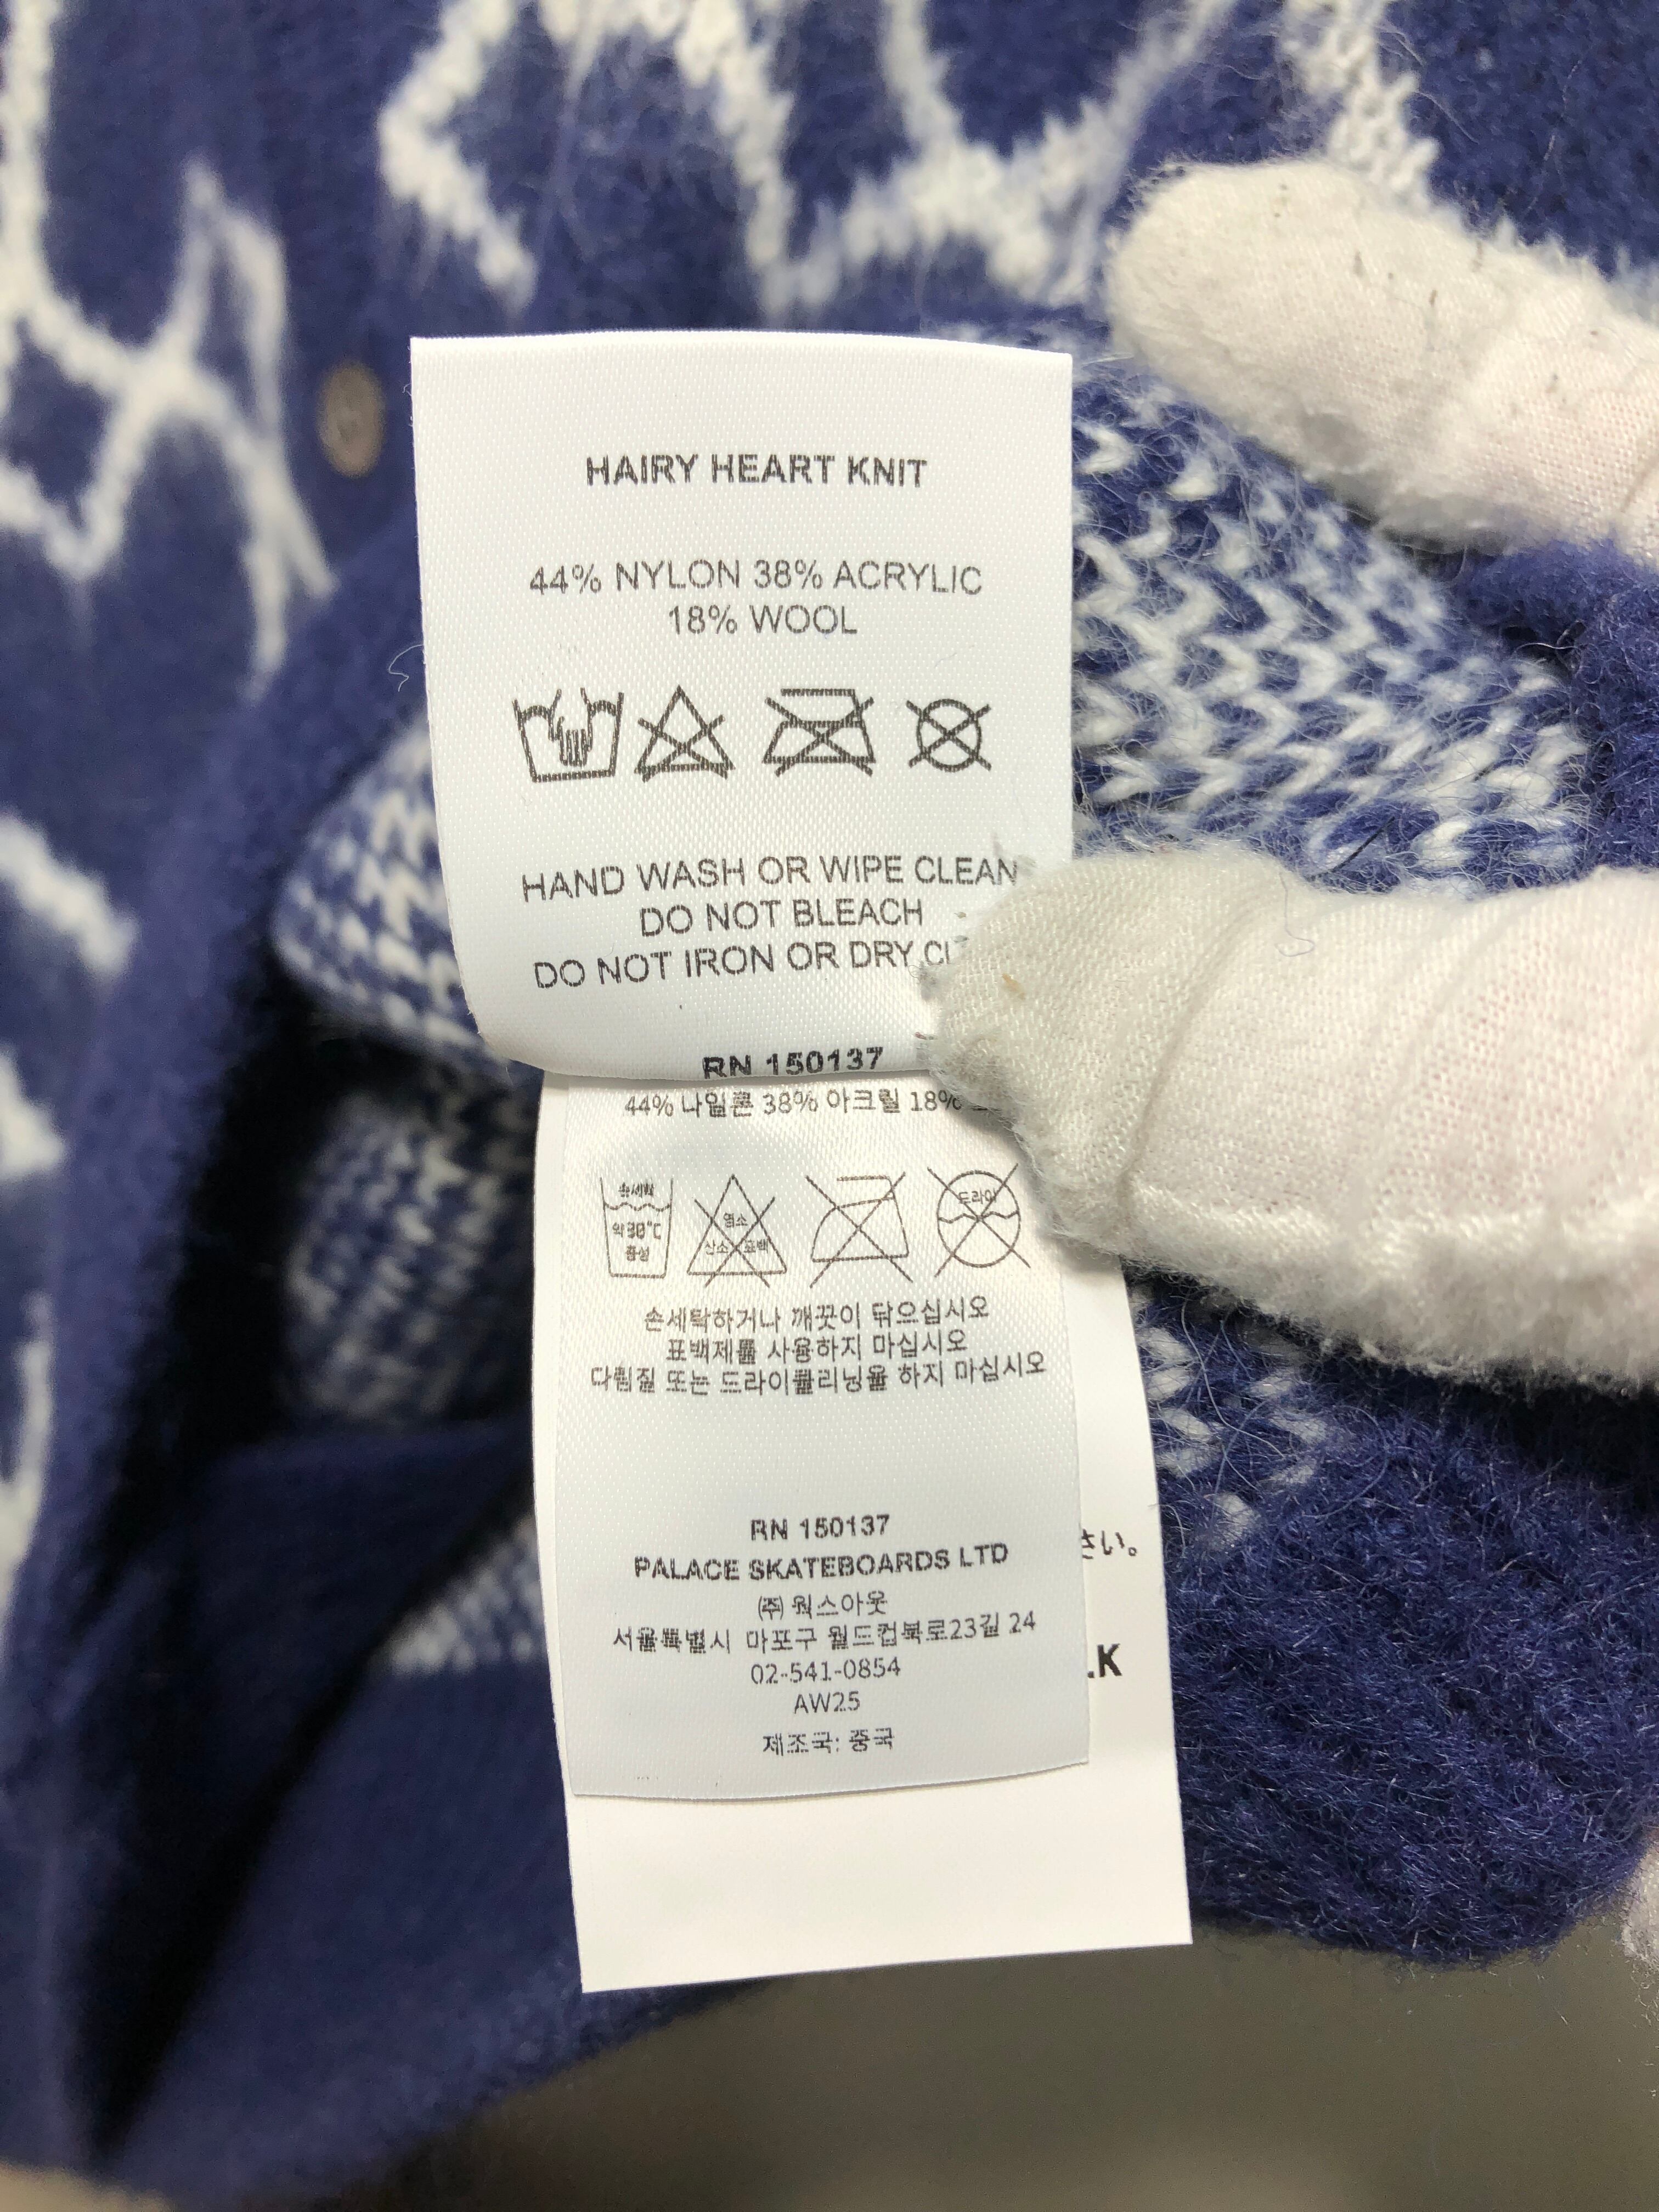 HAIRY HEART KNIT
44% NYLON 38% ACRYLIC
18% WOOL
HAND WASH OR WIPE CLEAN
DO NOT BLEACH
DO NOT IRON OR DRY
RN 150137
44% 나일론 38% 아크릴 18%
손세탁
약30°C
중성
염소
산소 표백
드라이
손세탁하거나 깨끗이 닦으십시오
표백제를 사용하지 마십시오
다림질 또는 드라이클리닝을 하지 마십시오
RN 150137
PALACE SKATEBOARDS LTD
㈜ 웍스아웃
서울특별시 마포구 월드컵북로23길 24
02-541-0854
AW25
제조국: 중국
さい。